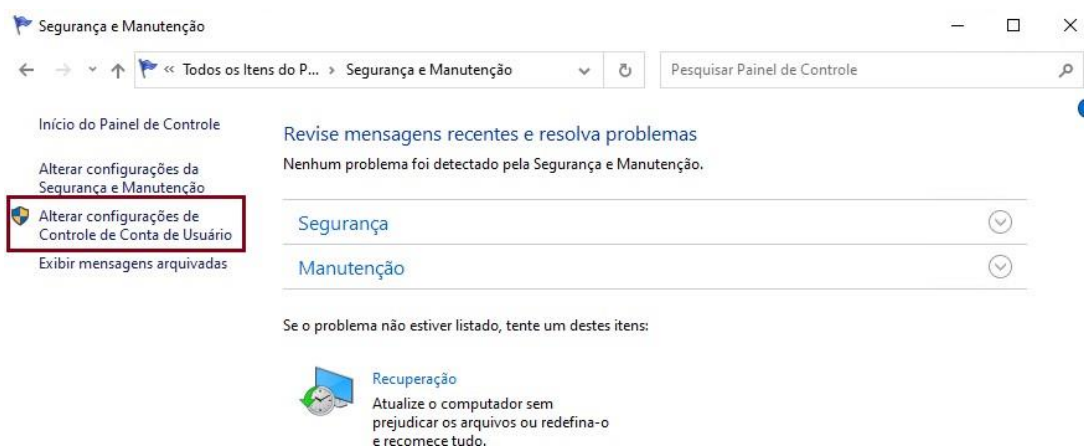 Segurança e Manutenção
« Todos os Itens do P... › Segurança e Manutenção
Pesquisar Painel de Controle
Início do Painel de Controle
Alterar configurações da
Segurança e Manutenção
Alterar configurações de
Controle de Conta de Usuário
Exibir mensagens arquivadas
Revise mensagens recentes e resolva problemas
Nenhum problema foi detectado pela Segurança e Manutenção.
Segurança
Manutenção
Se o problema não estiver listado, tente um destes itens:
Recuperação
Atualize o computador sem
prejudicar os arquivos ou redefina-o
e recomece tudo.